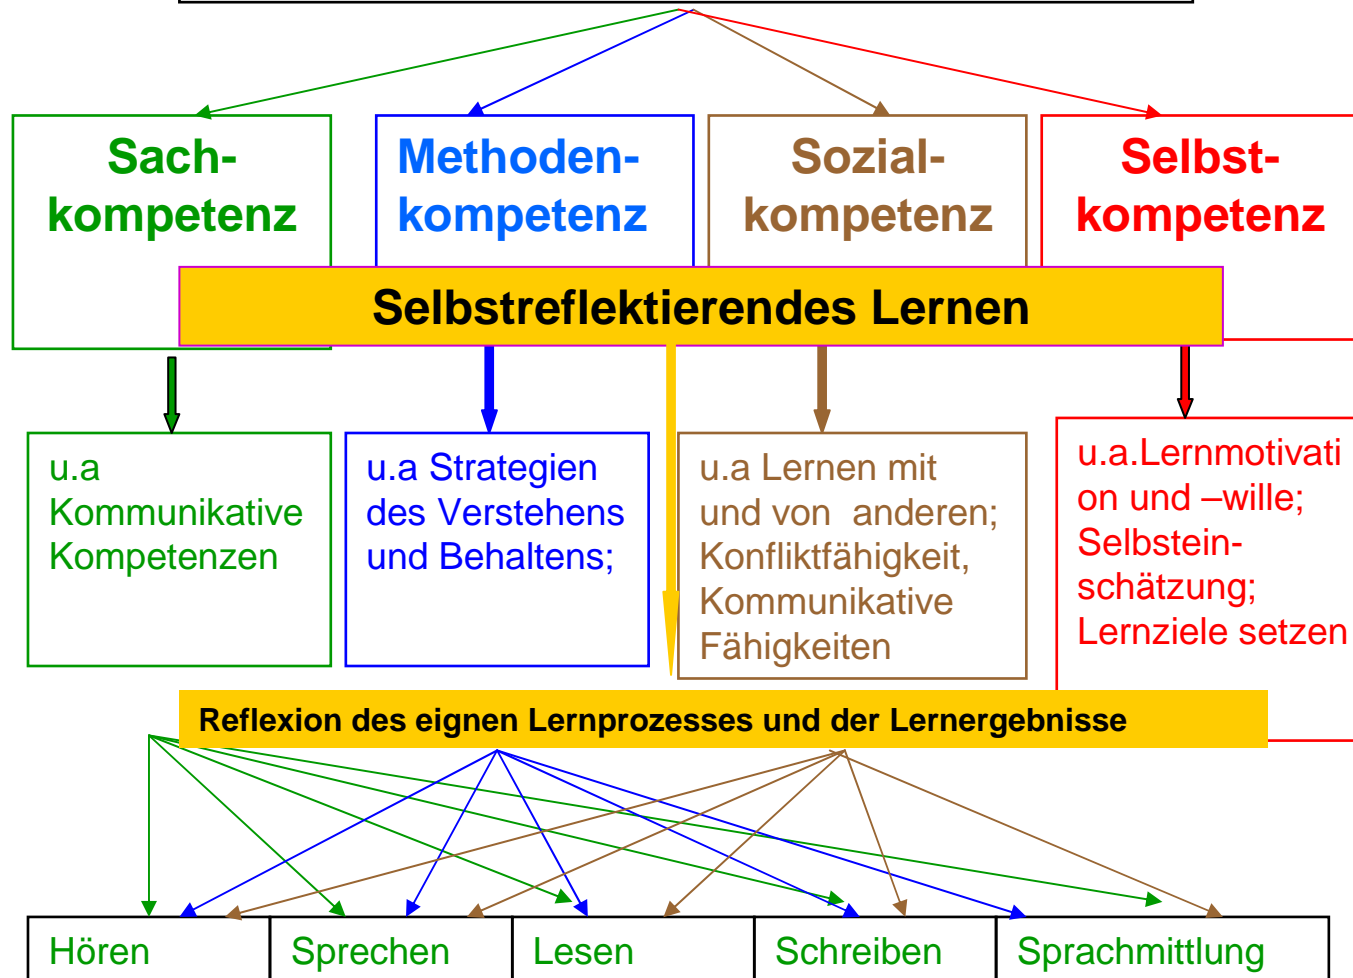 Sach-
kompetenz
Methoden-
kompetenz
Sozial-
kompetenz
Selbst-
kompetenz
Selbstreflektierendes Lernen
u.a
Kommunikative
Kompetenzen
u.a Strategien
des Verstehens
und Behaltens;
u.a Lernen mit
und von anderen;
Konfliktfähigkeit,
Kommunikative
Fähigkeiten
u.a.Lernmotivati
on und –wille;
Selbstein-
schätzung;
Lernziele setzen
Reflexion des eignen Lernprozesses und der Lernergebnisse
Hören
Sprechen
Lesen
Schreiben
Sprachmittlung